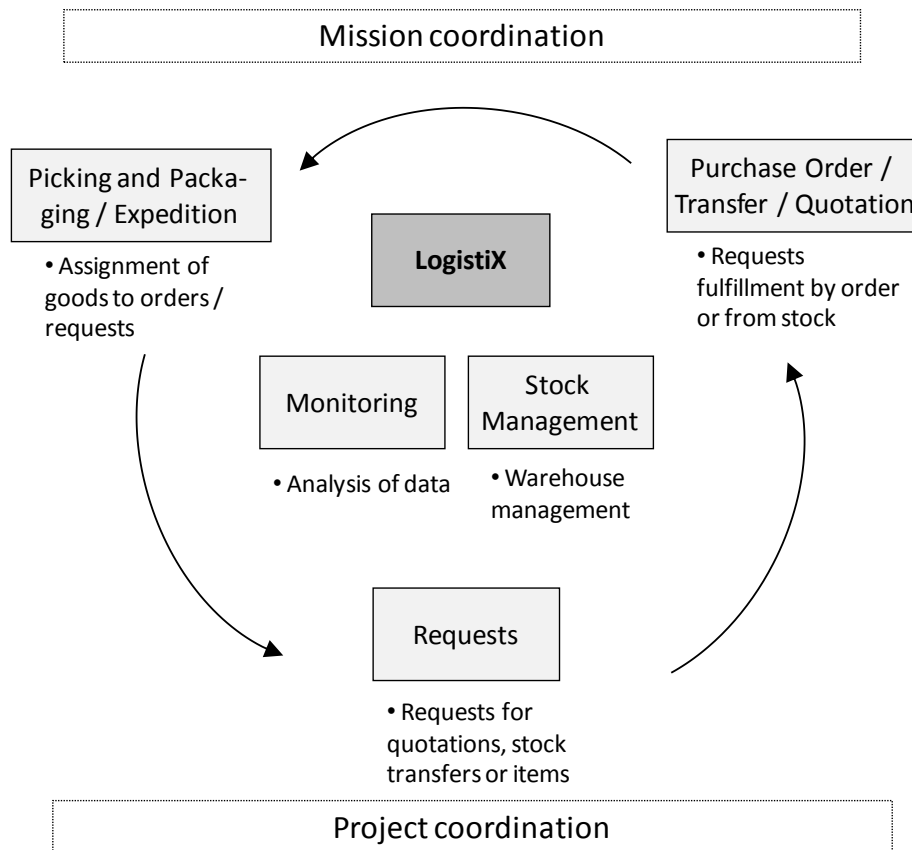 Mission coordination
Picking and Packa-
ging / Expedition
• Assignment of
goods to orders /
requests
Purchase Order /
Transfer / Quotation
• Requests
fulfillment by order
or from stock
LogistiX
Monitoring
• Analysis of data
Stock
Management
• Warehouse
management
Requests
• Requests for
quotations, stock
transfers or items
Project coordination